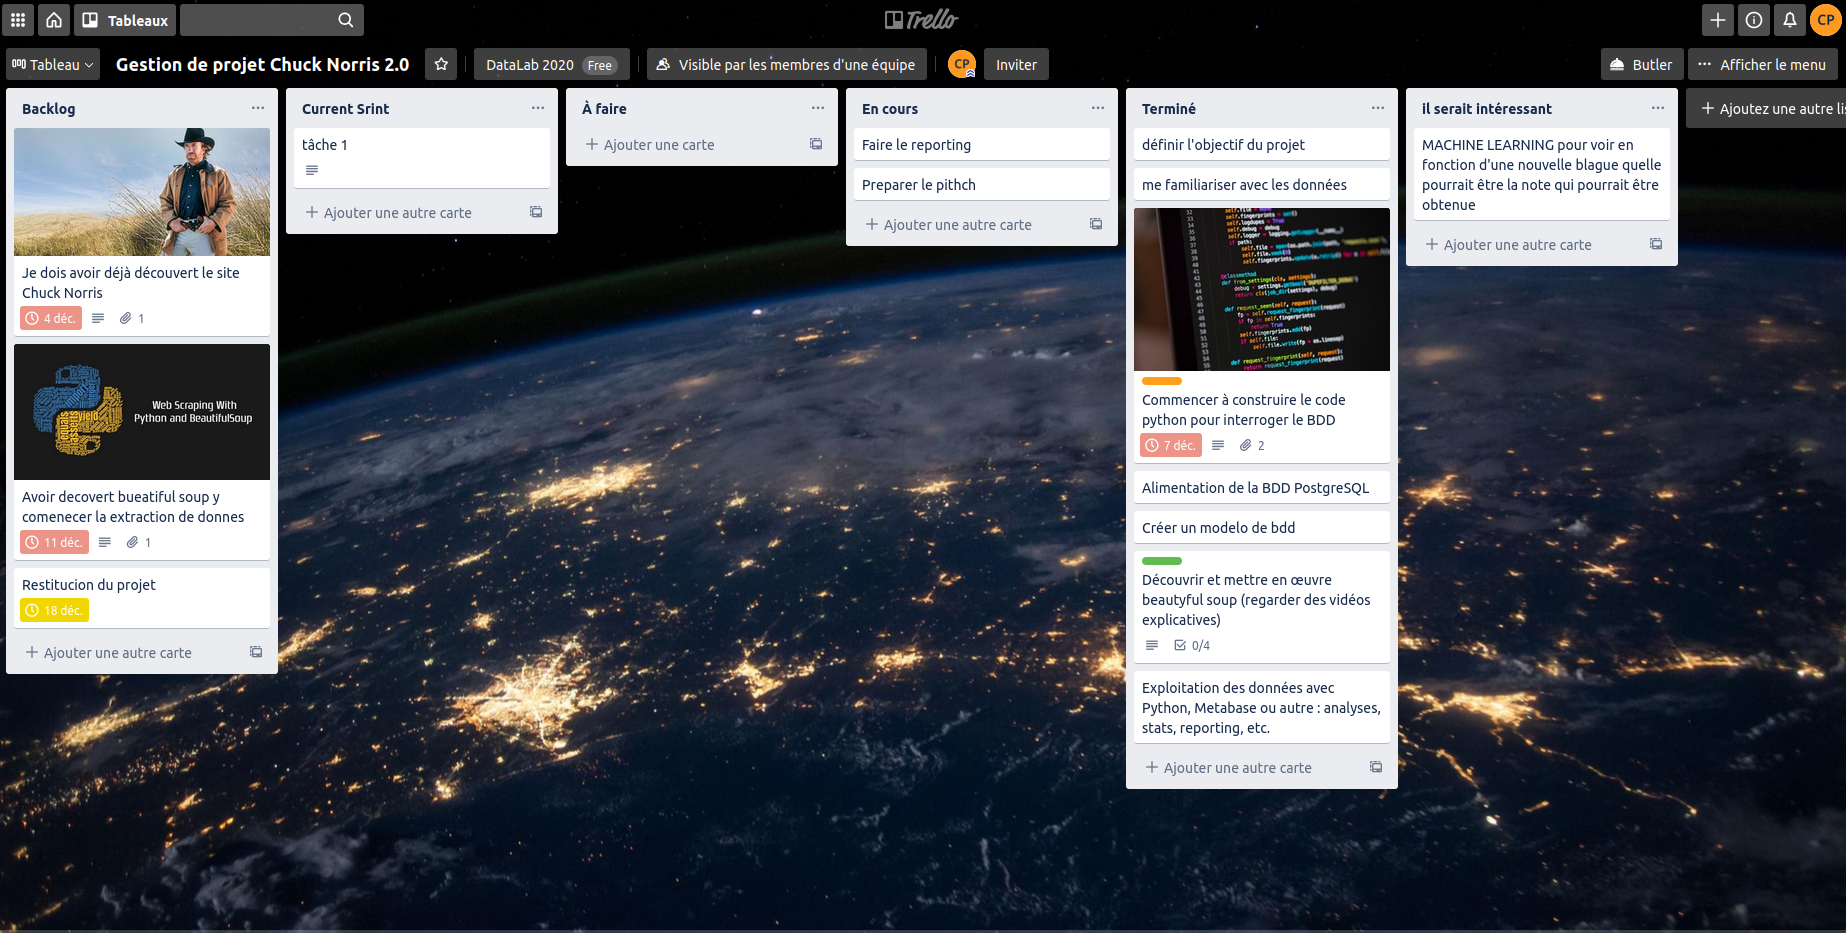 Tableaux
Trello
CP
Tableau
Gestion de projet Chuck Norris 2.0
DataLab 2020 Free
Visible par les membres d'une équipe
CP
Inviter
Butler
··· Afficher le menu
Backlog
Je dois avoir déjà découvert le site
Chuck Norris
4 déc.
1
Web Scraping With
Python and BeautifulSoup
Avoir decovert bueatiful soup y
comenecer la extraction de donnes
11 déc.
1
Restitucion du projet
18 déc.
+ Ajouter une autre carte
Current Srint
tâche 1
+ Ajouter une autre carte
À faire
+ Ajouter une carte
En cours
Faire le reporting
Preparer le pithch
+ Ajouter une autre carte
Terminé
définir l'objectif du projet
me familiariser avec les données
Commencer à construire le code
python pour interroger le BDD
7 déc.
2
Alimentation de la BDD PostgreSQL
Créer un modelo de bdd
Découvrir et mettre en œuvre
beautyful soup (regarder des vidéos
explicatives)
0/4
Exploitation des données avec
Python, Metabase ou autre : analyses,
stats, reporting, etc.
+ Ajouter une autre carte
il serait intéressant
MACHINE LEARNING pour voir en
fonction d'une nouvelle blague quelle
pourrait être la note qui pourrait être
obtenue
+ Ajouter une autre carte
+ Ajoutez une autre lis